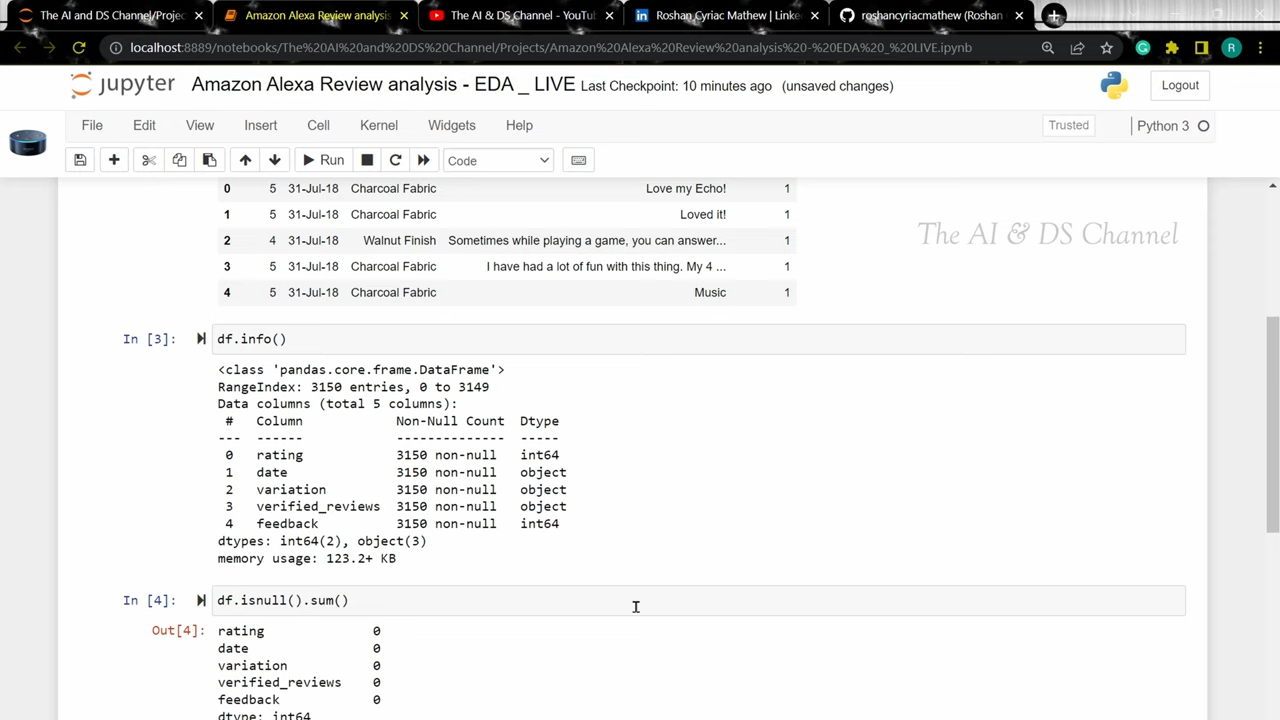 The AI and DS Channel/Projec
Amazon Alexa Review analysis
The AI & DS Channel - YouTu
Roshan Cyriac Mathew | Linke
roshancyriacmathew (Roshan
localhost:8889/notebooks/The%20AI%20and%20DS%20Channel/Projects/Amazon%20Alexa%20Review%20analysis%20-%20EDA%20_%20LIVE.ipynb
R
jupyter Amazon Alexa Review analysis - EDA _ LIVE Last Checkpoint: 10 minutes ago (unsaved changes)
Logout
File Edit View Insert Cell Kernel Widgets Help
Trusted
Python 3
Run
Code
0 5 31-Jul-18 Charcoal Fabric Love my Echo! 1
1 5 31-Jul-18 Charcoal Fabric Loved it! 1
2 4 31-Jul-18 Walnut Finish Sometimes while playing a game, you can answer... 1
3 5 31-Jul-18 Charcoal Fabric I have had a lot of fun with this thing. My 4 ... 1
4 5 31-Jul-18 Charcoal Fabric Music 1
The AI & DS Channel
In [3]: df.info()
<class 'pandas.core.frame.DataFrame'>
RangeIndex: 3150 entries, 0 to 3149
Data columns (total 5 columns):
# Column Non-Null Count Dtype
--- ------ -------------- -----
0 rating 3150 non-null int64
1 date 3150 non-null object
2 variation 3150 non-null object
3 verified_reviews 3150 non-null object
4 feedback 3150 non-null int64
dtypes: int64(2), object(3)
memory usage: 123.2+ KB
In [4]: df.isnull().sum()
Out[4]: rating 0
date 0
variation 0
verified_reviews 0
feedback 0
dtype: int64